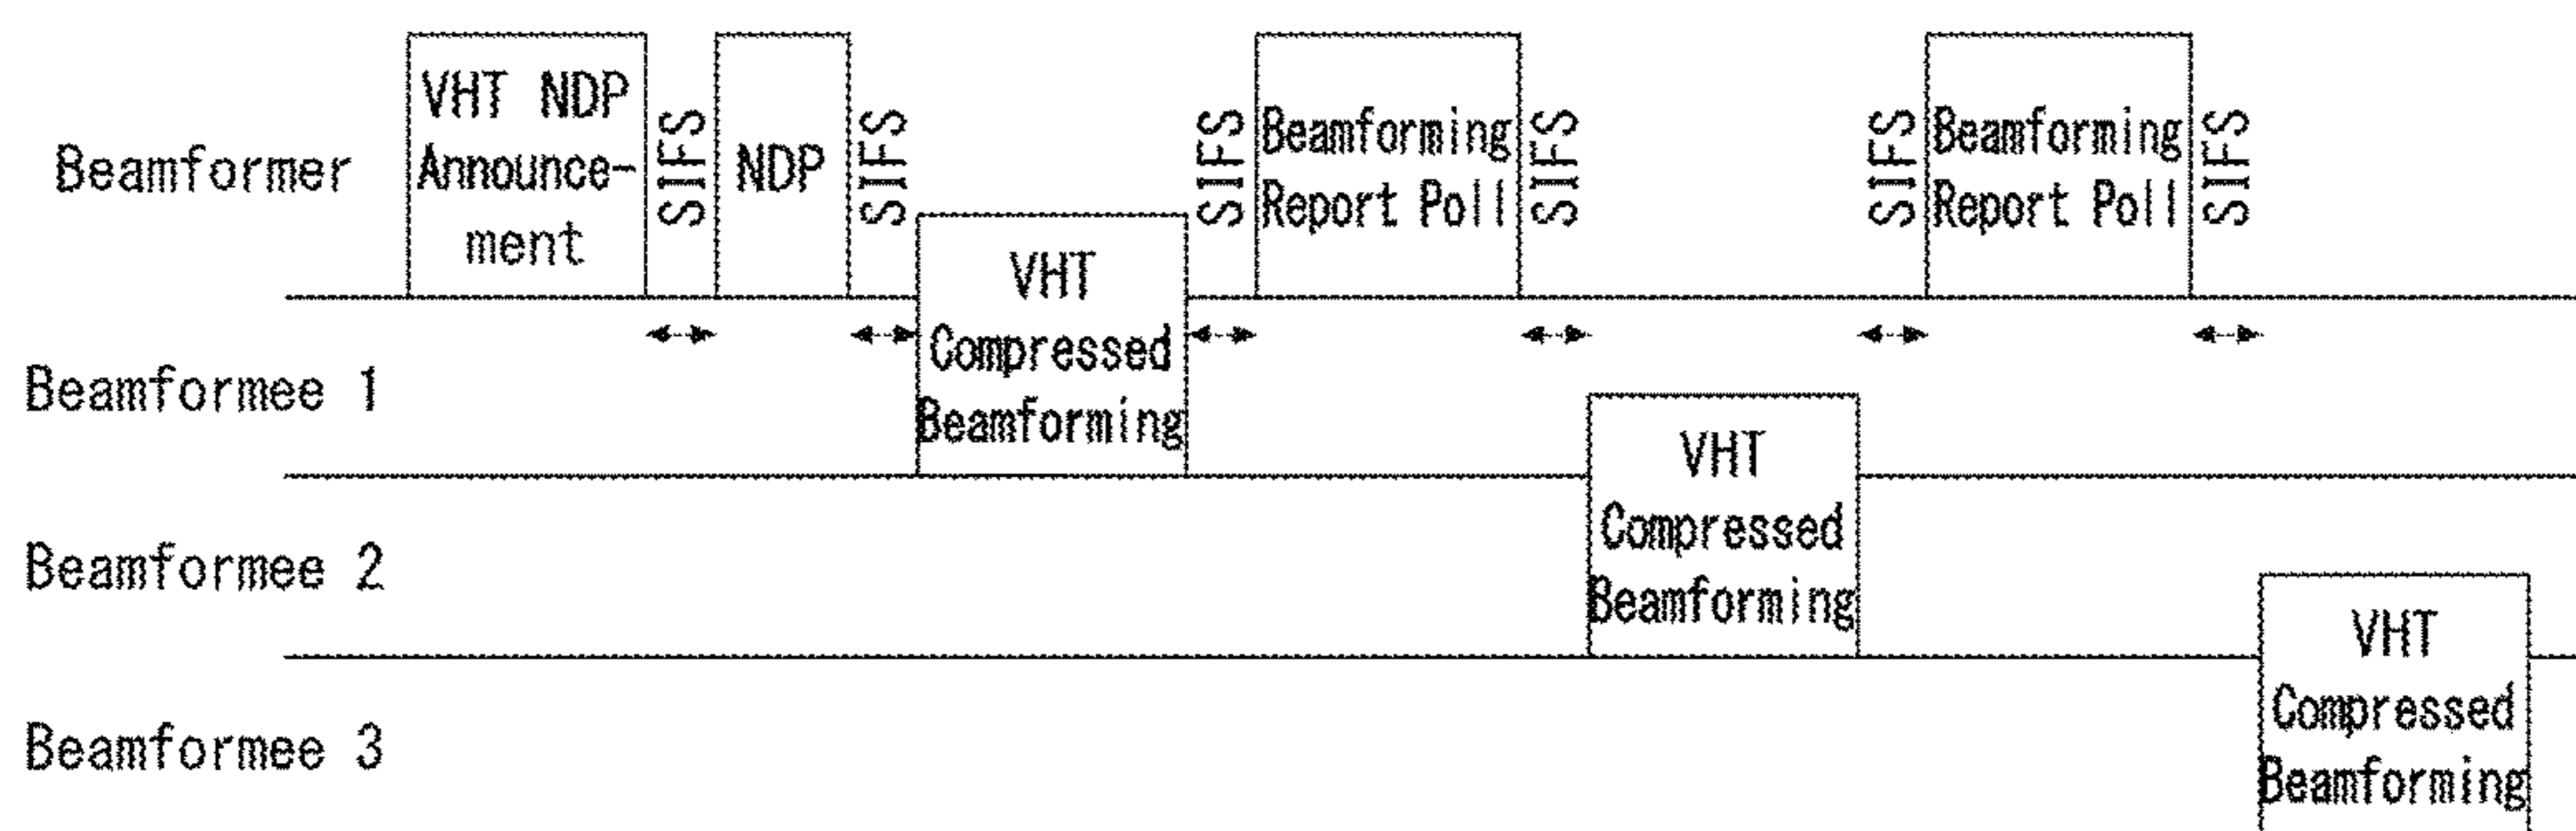 VHT NDP
Announce-
ment
SIFS
NDP
SIFS
SIFS
Beamforming
Report Poll
SIFS
SIFS
Beamforming
Report Poll
SIFS
Beamformer
VHT
Compressed
Beamforming
Beamformee 1
VHT
Compressed
Beamforming
Beamformee 2
VHT
Compressed
Beamforming
Beamformee 3